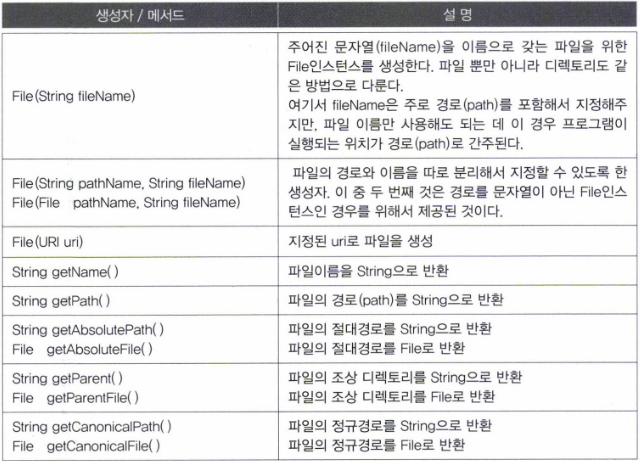 생성자 / 메서드
설 명
File(String fileName)
주어진 문자열(fileName)을 이름으로 갖는 파일을 위한
File인스턴스를 생성한다. 파일 뿐만 아니라 디렉토리도 같
은 방법으로 다룬다.
여기서 fileName은 주로 경로(path)를 포함해서 지정해주
지만, 파일 이름만 사용해도 되는 데 이 경우 프로그램이
실행되는 위치가 경로(path)로 간주된다.
File(String pathName, String fileName)
File(File pathName, String fileName)
파일의 경로와 이름을 따로 분리해서 지정할 수 있도록 한
생성자. 이 중 두 번째 것은 경로를 문자열이 아닌 File인스
턴스인 경우를 위해서 제공된 것이다.
File(URI uri)
지정된 uri로 파일을 생성
String getName( )
파일이름을 String으로 반환
String getPath( )
파일의 경로(path)를 String으로 반환
String getAbsolutePath( )
File getAbsoluteFile( )
파일의 절대경로를 String으로 반환
파일의 절대경로를 File로 반환
String getParent( )
File getParentFile( )
파일의 조상 디렉토리를 String으로 반환
파일의 조상 디렉토리를 File로 반환
String getCanonicalPath( )
File getCanonicalFile( )
파일의 정규경로를 String으로 반환
파일의 정규경로를 File로 반환